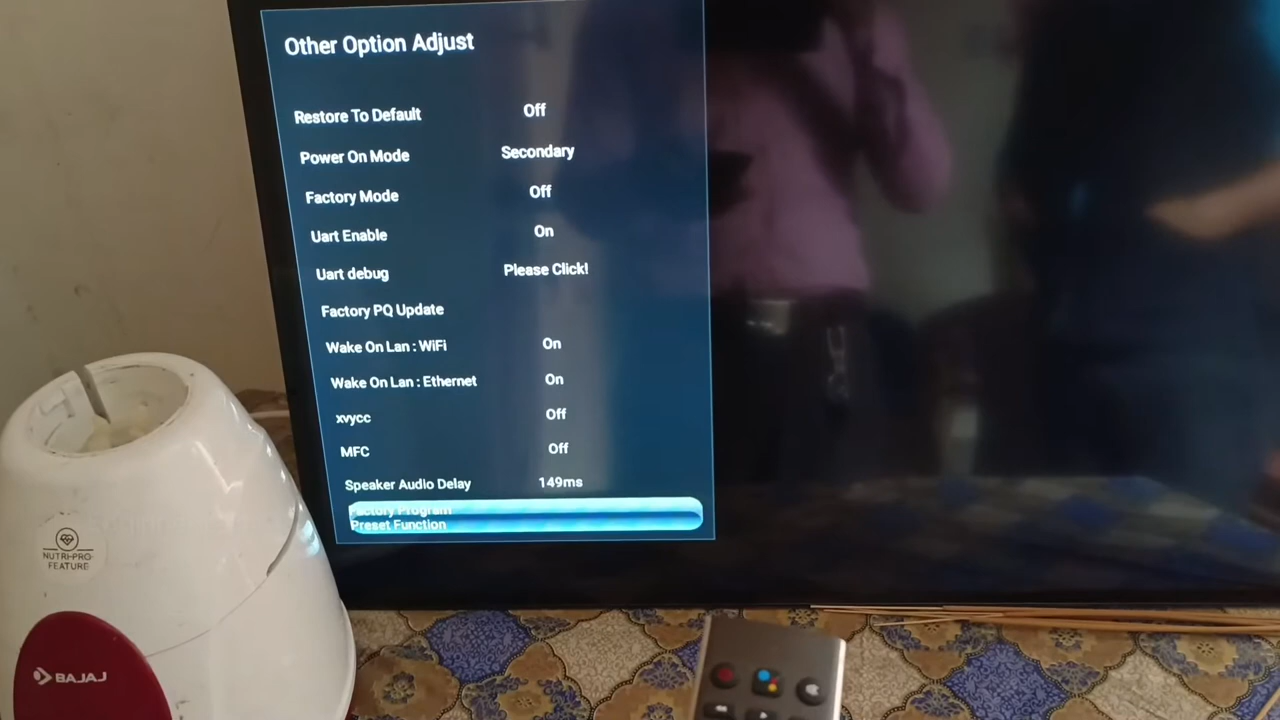 Other Option Adjust
Restore To Default Off
Power On Mode Secondary
Factory Mode Off
Uart Enable On
Uart debug Please Click!
Factory PQ Update
Wake On Lan : WiFi On
Wake On Lan : Ethernet On
xvycc Off
MFC Off
Speaker Audio Delay 149ms
Factory Program
Preset Function
NUTRI-PRO
FEATURE
BAJAJ